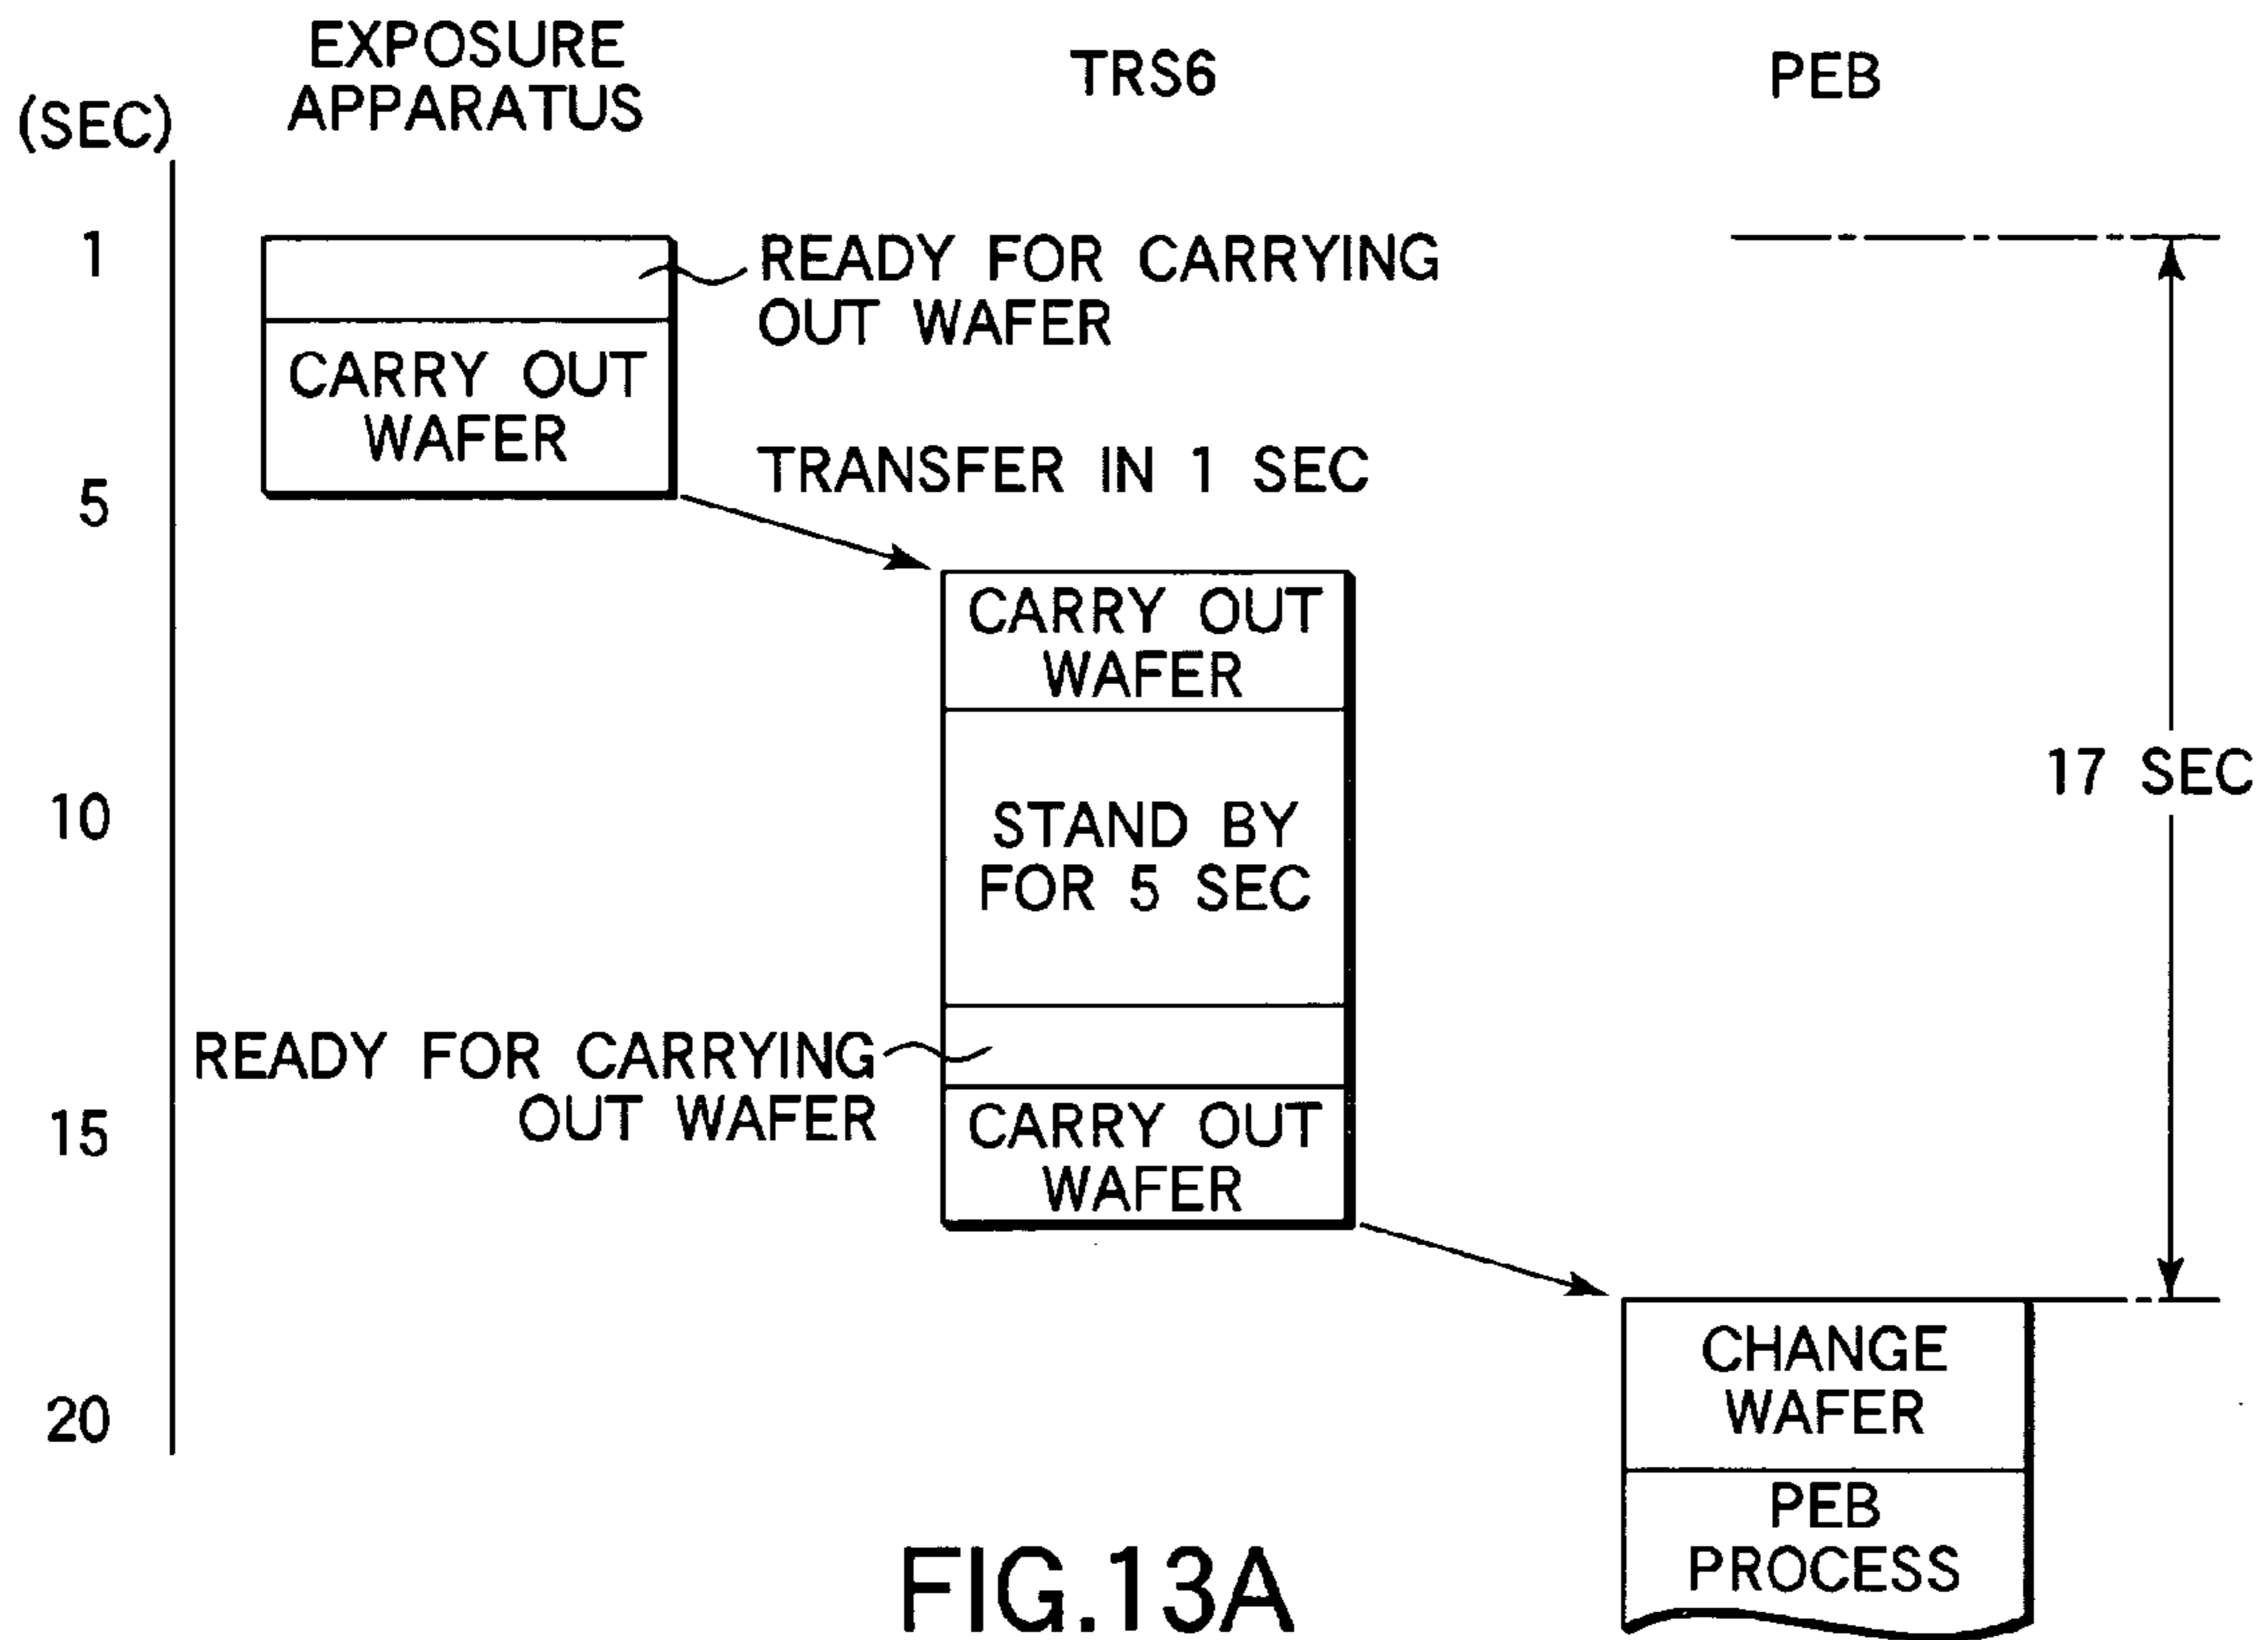 EXPOSURE
APPARATUS
TRS6
PEB
(SEC)
1
READY FOR CARRYING
OUT WAFER
CARRY OUT
WAFER
TRANSFER IN 1 SEC
5
CARRY OUT
WAFER
17 SEC
10
STAND BY
FOR 5 SEC
READY FOR CARRYING
OUT WAFER
15
CARRY OUT
WAFER
CHANGE
WAFER
20
PEB
PROCESS
FIG.13A